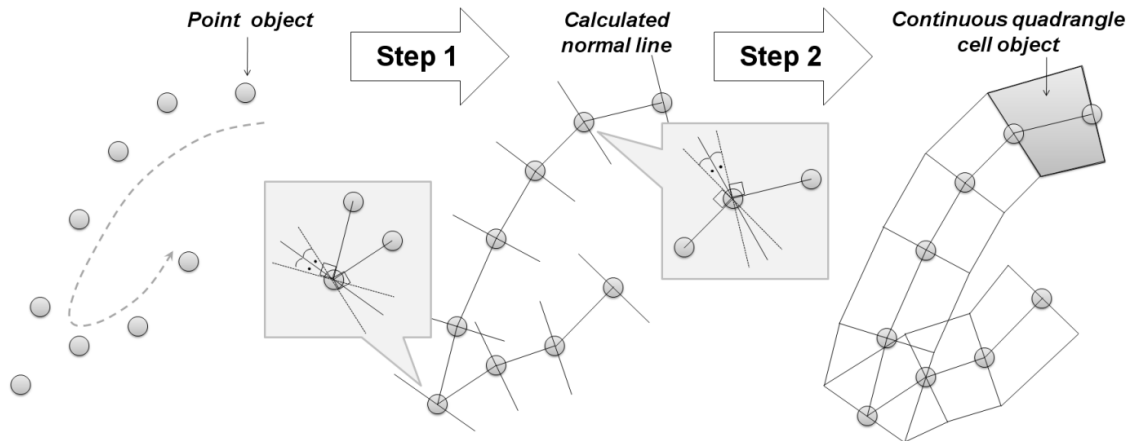 Point object
Step 1
Calculated
normal line
Step 2
Continuous quadrangle
cell object